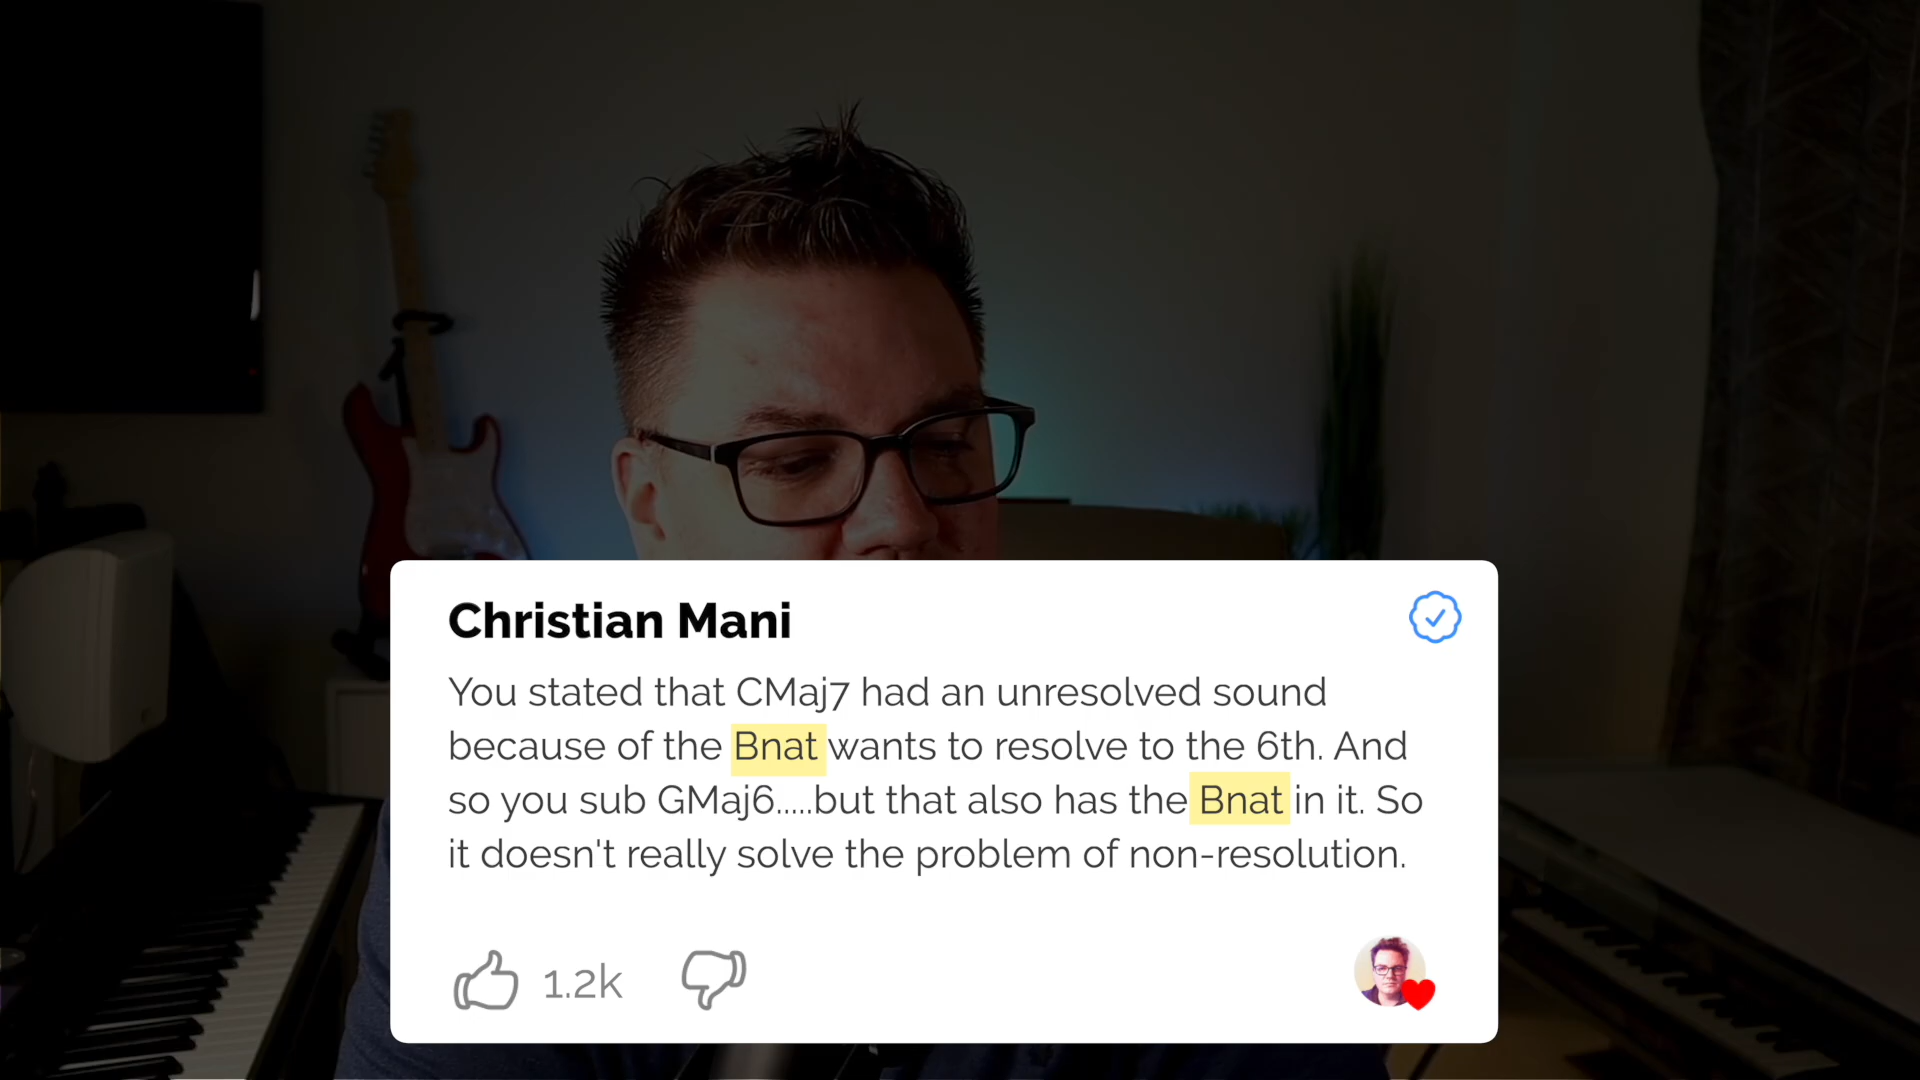 Christian Mani
You stated that CMaj7 had an unresolved sound
because of the Bnat wants to resolve to the 6th. And
so you sub GMaj6.....but that also has the Bnat in it. So
it doesn't really solve the problem of non-resolution.
1.2k